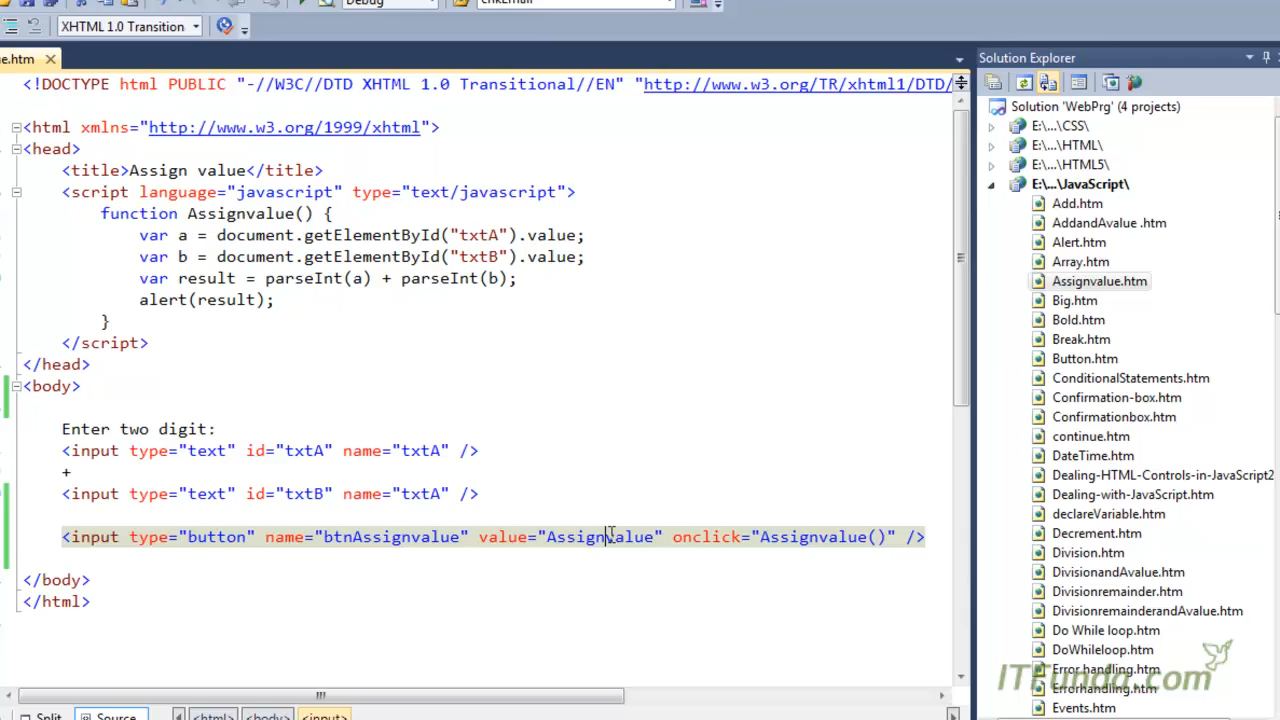 Debug
XHTML 1.0 Transition
e.htm
<!DOCTYPE html PUBLIC "-//W3C//DTD XHTML 1.0 Transitional//EN" "http://www.w3.org/TR/xhtml1/DTD/
<html xmlns="http://www.w3.org/1999/xhtml">
<head>
<title>Assign value</title>
<script language="javascript" type="text/javascript">
function Assignvalue() {
var a = document.getElementById("txtA").value;
var b = document.getElementById("txtB").value;
var result = parseInt(a) + parseInt(b);
alert(result);
}
</script>
</head>
<body>
Enter two digit:
<input type="text" id="txtA" name="txtA" />
+
<input type="text" id="txtB" name="txtA" />
<input type="button" name="btnAssignvalue" value="Assignvalue" onclick="Assignvalue()" />
</body>
</html>
Split Source <html> <body> <input>
Solution Explorer
Solution 'WebPrg' (4 projects)
E:\...\CSS\
E:\...\HTML\
E:\...\HTML5\
E:\...\JavaScript\
Add.htm
AddandAvalue .htm
Alert.htm
Array.htm
Assignvalue.htm
Big.htm
Bold.htm
Break.htm
Button.htm
ConditionalStatements.htm
Confirmation-box.htm
Confirmationbox.htm
continue.htm
DateTime.htm
Dealing-HTML-Controls-in-JavaScript2
Dealing-with-JavaScript.htm
declareVariable.htm
Decrement.htm
Division.htm
DivisionandAvalue.htm
Divisionremainder.htm
DivisionremainderandAvalue.htm
Do While loop.htm
DoWhileloop.htm
Error handling.htm
Errorhandling.htm
Events.htm
ITFunda.com